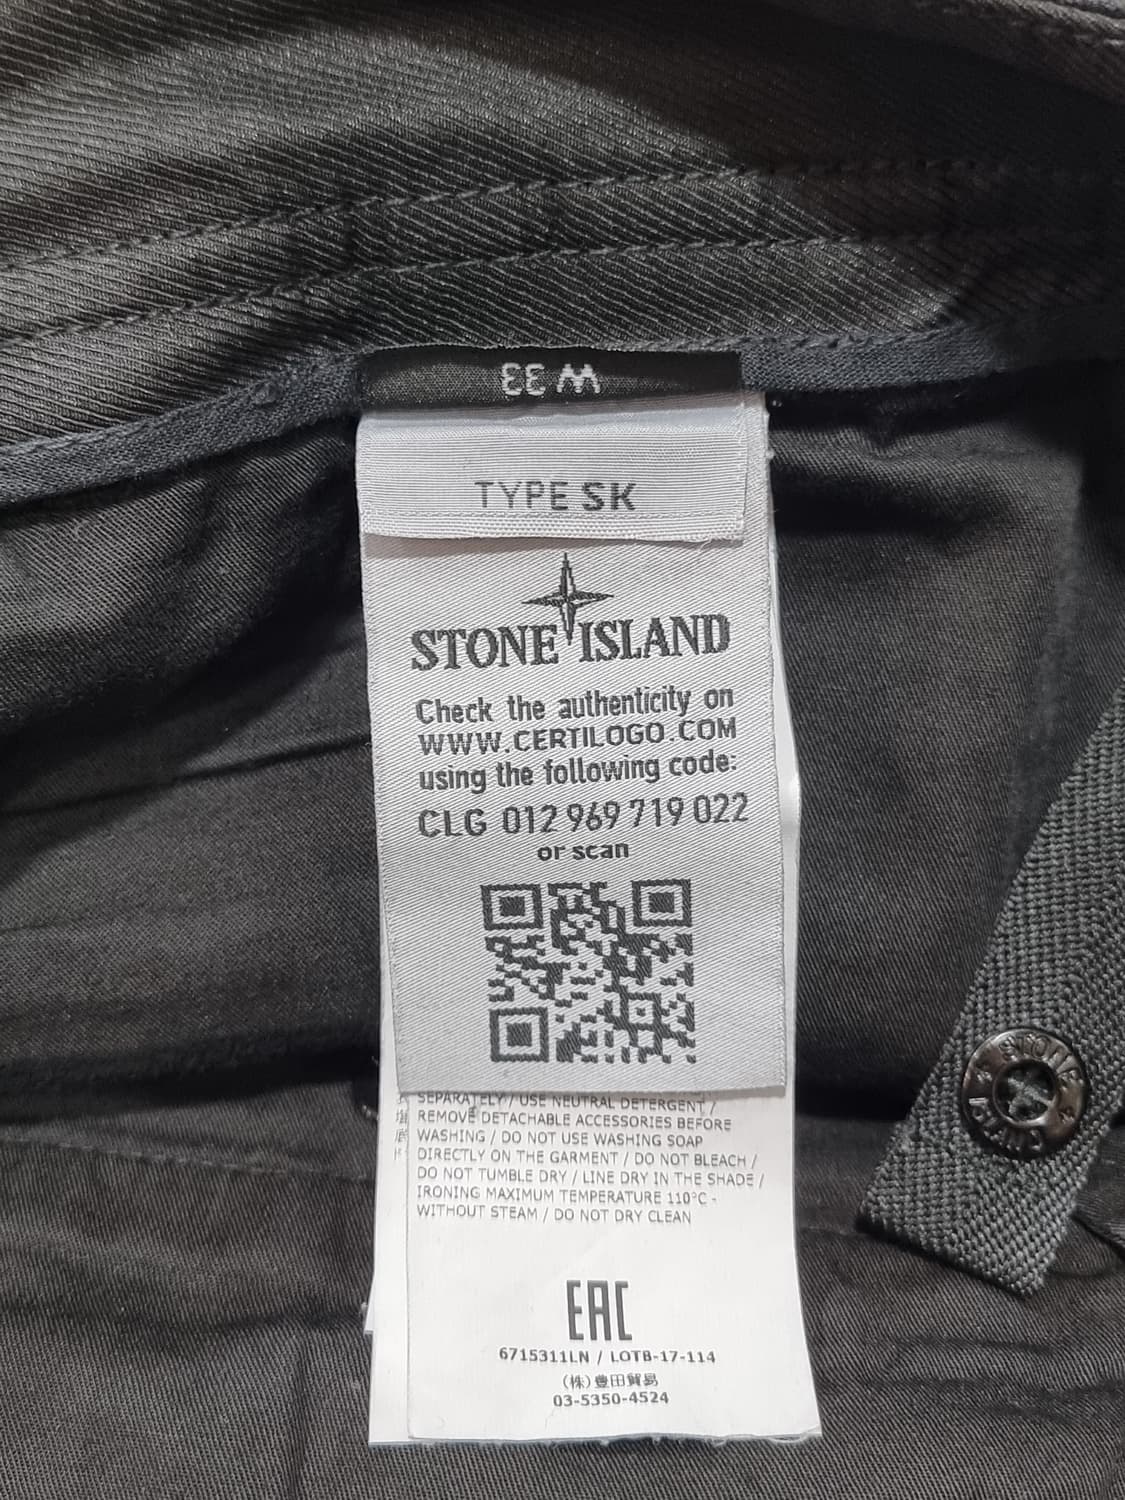 W 33
TYPE SK
STONE ISLAND
Check the authenticity on
WWW.CERTILOGO.COM
using the following code:
CLG 012 969 719 022
or scan
SEPARATELY / USE NEUTRAL DETERGENT /
REMOVE DETACHABLE ACCESSORIES BEFORE
WASHING / DO NOT USE WASHING SOAP
DIRECTLY ON THE GARMENT / DO NOT BLEACH /
DO NOT TUMBLE DRY / LINE DRY IN THE SHADE /
IRONING MAXIMUM TEMPERATURE 110°C -
WITHOUT STEAM / DO NOT DRY CLEAN
EAC
6715311LN / LOTB-17-114
(株)豊田貿易
03-5350-4524
STONE
ISLAND